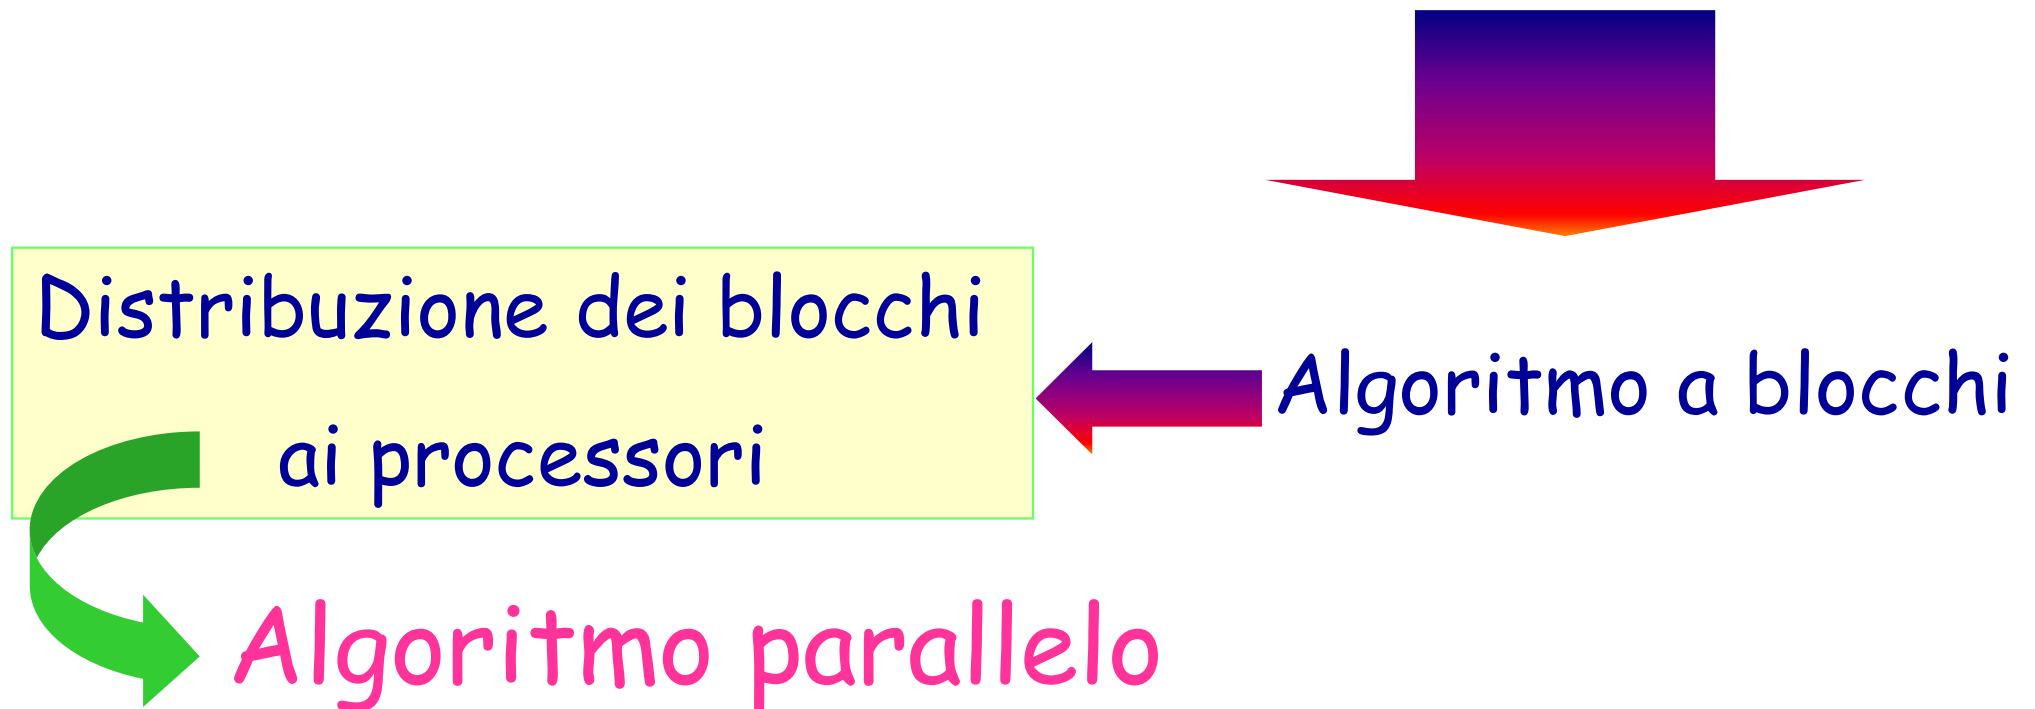 Distribuzione dei blocchi
ai processori
Algoritmo a blocchi
Algoritmo parallelo